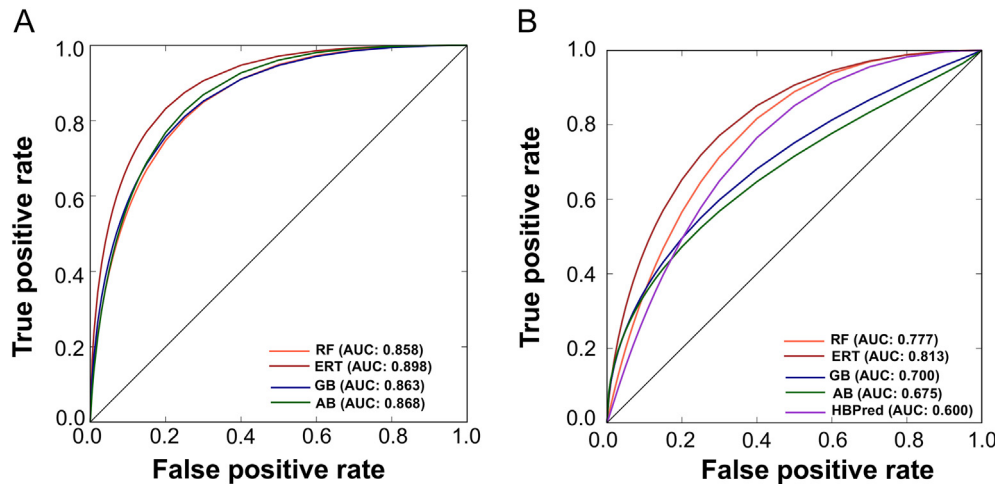 A
True positive rate
1.0
0.8
0.6
0.4
0.2
0.0
RF (AUC: 0.858)
ERT (AUC: 0.898)
GB (AUC: 0.863)
AB (AUC: 0.868)
0.0 0.2 0.4 0.6 0.8 1.0
False positive rate
B
True positive rate
1.0
0.8
0.6
0.4
0.2
0.0
RF (AUC: 0.777)
ERT (AUC: 0.813)
GB (AUC: 0.700)
AB (AUC: 0.675)
HBPred (AUC: 0.600)
0.0 0.2 0.4 0.6 0.8 1.0
False positive rate